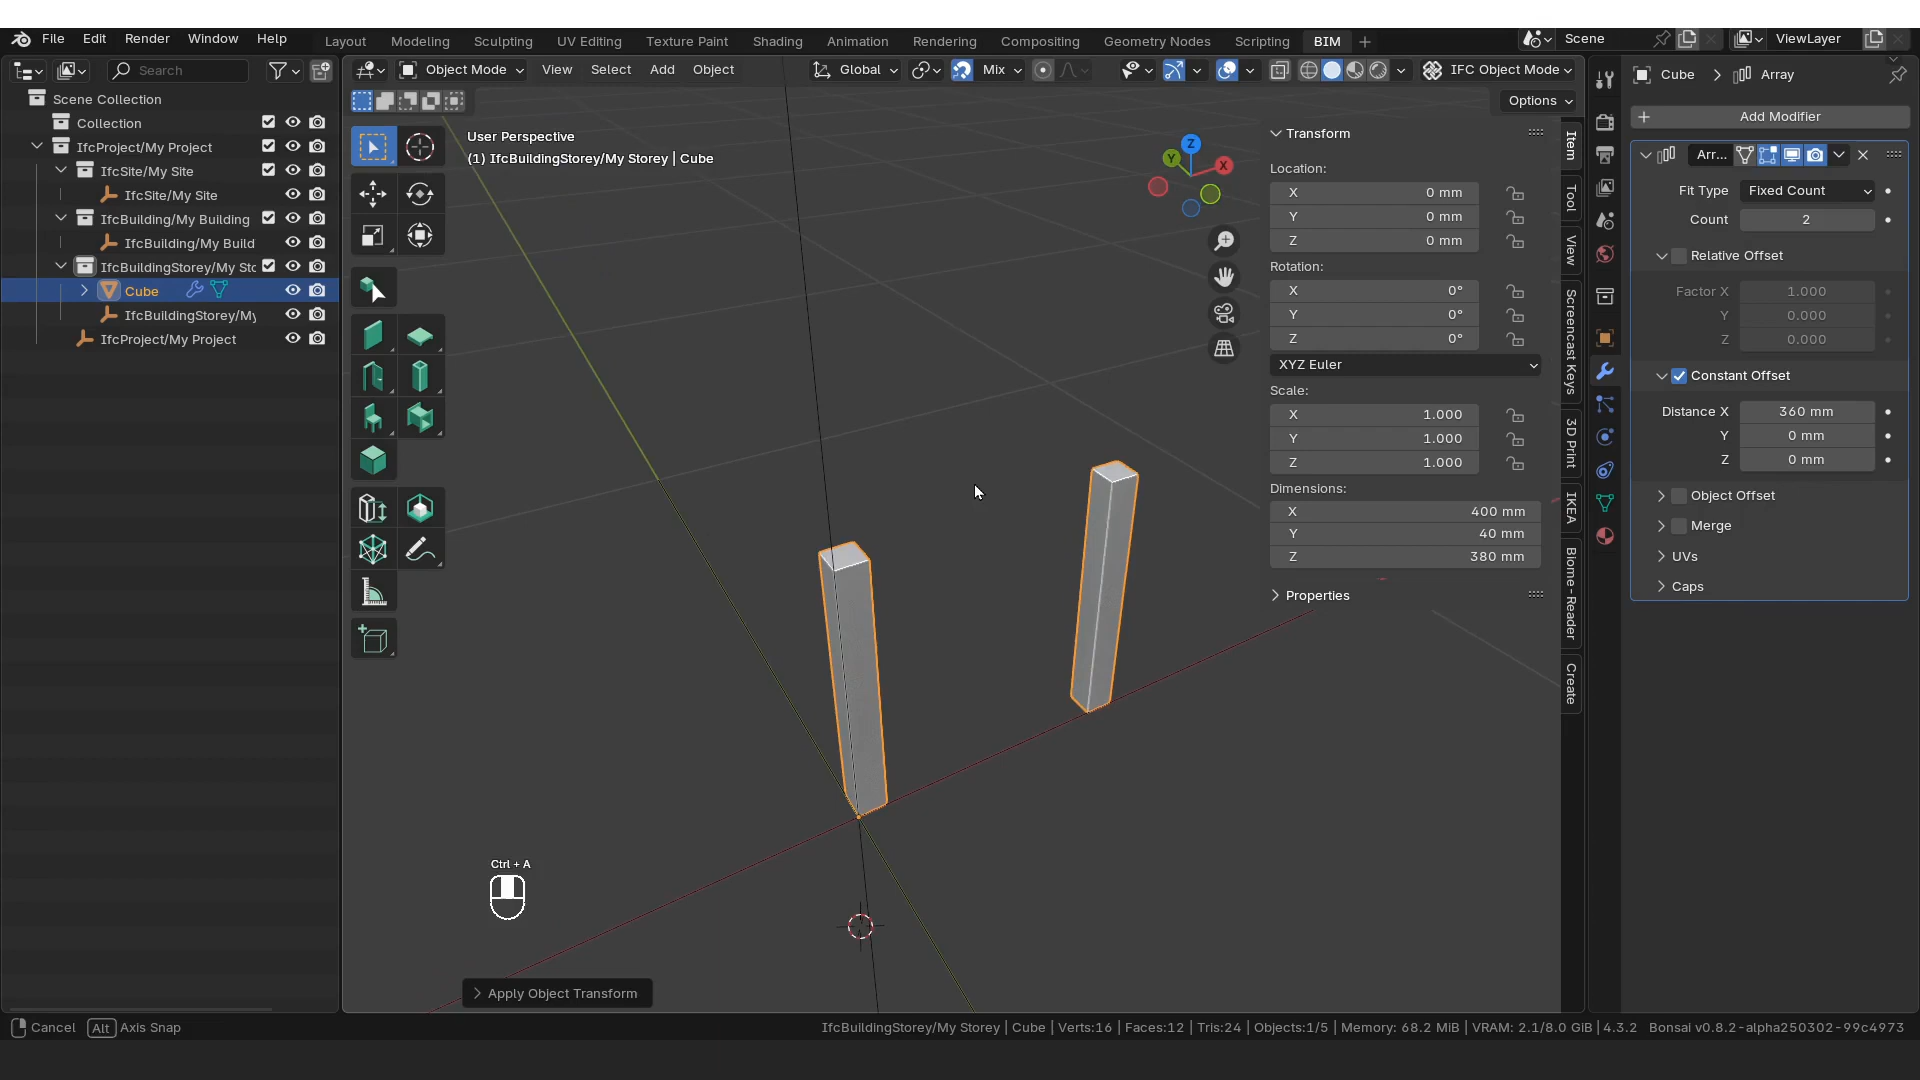 File Edit Render Window Help
Layout Modeling Sculpting UV Editing Texture Paint Shading Animation Rendering Compositing Geometry Nodes Scripting BIM
Scene
ViewLayer
Search
Object Mode View Select Add Object
Global Mix IFC Object Mode
Options
Scene Collection
Collection
IfcProject/My Project
IfcSite/My Site
IfcSite/My Site
IfcBuilding/My Building
IfcBuilding/My Build
IfcBuildingStorey/My Stc
Cube
IfcBuildingStorey/My
IfcProject/My Project
User Perspective
(1) IfcBuildingStorey/My Storey | Cube
Z
Y
X
Transform
Location:
X 0 mm
Y 0 mm
Z 0 mm
Rotation:
X 0°
Y 0°
Z 0°
XYZ Euler
Scale:
X 1.000
Y 1.000
Z 1.000
Dimensions:
X 400 mm
Y 40 mm
Z 380 mm
Properties
Item
Tool
View
Screencast Keys
3D Print
IKEA
Biome-Reader
Create
Cube > Array
Add Modifier
Arr...
Fit Type Fixed Count
Count 2
Relative Offset
Factor X 1.000
Y 0.000
Z 0.000
Constant Offset
Distance X 360 mm
Y 0 mm
Z 0 mm
Object Offset
Merge
UVs
Caps
Ctrl + A
Apply Object Transform
Cancel Alt Axis Snap
IfcBuildingStorey/My Storey | Cube | Verts:16 | Faces:12 | Tris:24 | Objects:1/5 | Memory: 68.2 MiB | VRAM: 2.1/8.0 GiB | 4.3.2 Bonsai v0.8.2-alpha250302-99c4973